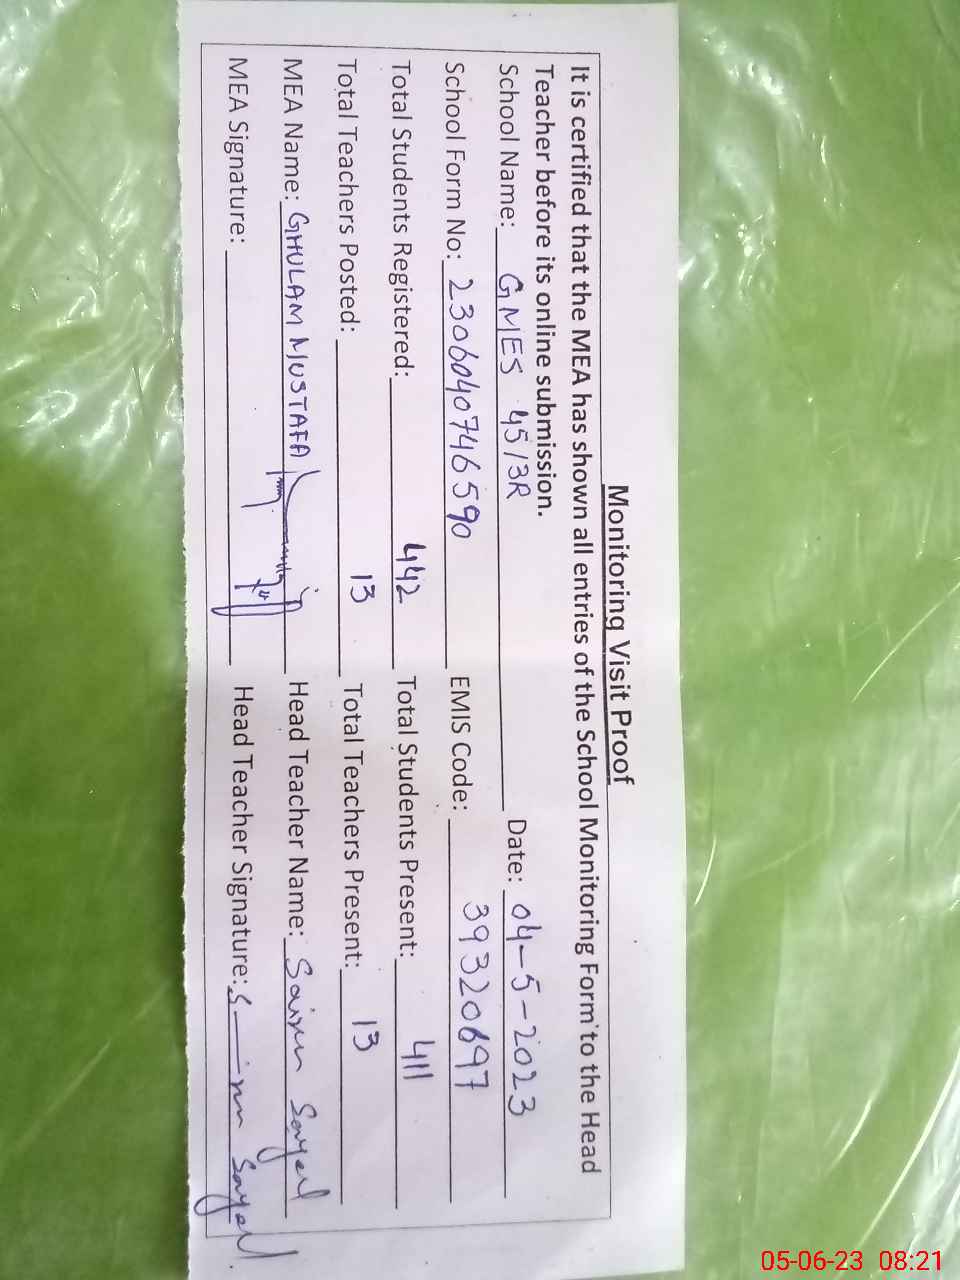 Monitoring Visit Proof
It is certified that the MEA has shown all entries of the School Monitoring Form to the Head
Teacher before its online submission.
School Name: GMES 45/3R Date: 04-5-2023
School Form No: 2306040746590 EMIS Code: 39320697
Total Students Registered: 442 Total Students Present: 411
Total Teachers Posted: 13 Total Teachers Present: 13
MEA Name: GHULAM MUSTAFA Head Teacher Name:
MEA Signature: Head Teacher Signature:
05-06-23 08:21